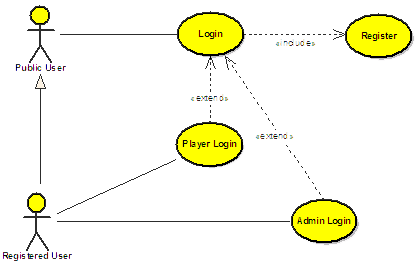 Login
Register
«include»
Public User
«extend»
«extend»
Player Login
Admin Login
Registered User